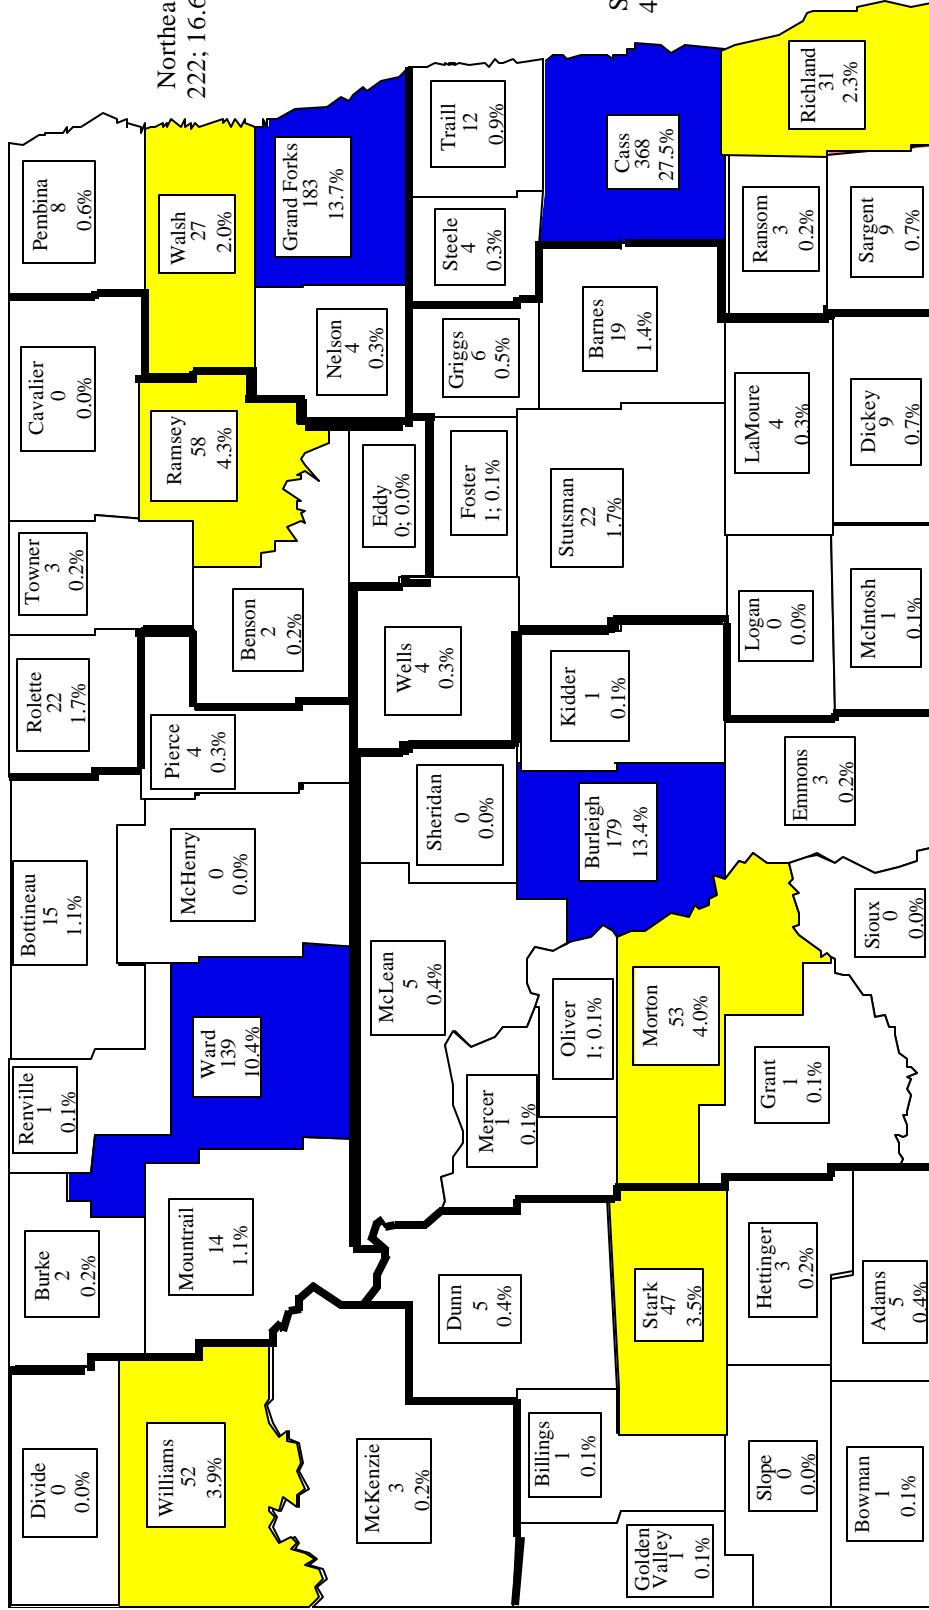 Divide
0
0.0%
Burke
2
0.2%
Renville
1
0.1%
Bottineau
15
1.1%
Rolette
22
1.7%
Towner
3
0.2%
Cavalier
0
0.0%
Pembina
8
0.6%
Williams
52
3.9%
Mountrail
14
1.1%
Ward
139
10.4%
McHenry
0
0.0%
Pierce
4
0.3%
Benson
2
0.2%
Ramsey
58
4.3%
Walsh
27
2.0%
Nelson
4
0.3%
Grand Forks
183
13.7%
Northea
222; 16.6
McKenzie
3
0.2%
Dunn
5
0.4%
Mercer
1
0.1%
McLean
5
0.4%
Oliver
1; 0.1%
Sheridan
0
0.0%
Wells
4
0.3%
Eddy
0; 0.0%
Foster
1; 0.1%
Griggs
6
0.5%
Steele
4
0.3%
Traill
12
0.9%
Golden
Valley
1
0.1%
Billings
1
0.1%
Stark
47
3.5%
Morton
53
4.0%
Burleigh
179
13.4%
Kidder
1
0.1%
Stutsman
22
1.7%
Barnes
19
1.4%
Cass
368
27.5%
S
4
Slope
0
0.0%
Hettinger
3
0.2%
Grant
1
0.1%
Emmons
3
0.2%
Logan
0
0.0%
LaMoure
4
0.3%
Ransom
3
0.2%
Richland
31
2.3%
Bowman
1
0.1%
Adams
5
0.4%
Sioux
0
0.0%
McIntosh
1
0.1%
Dickey
9
0.7%
Sargent
9
0.7%